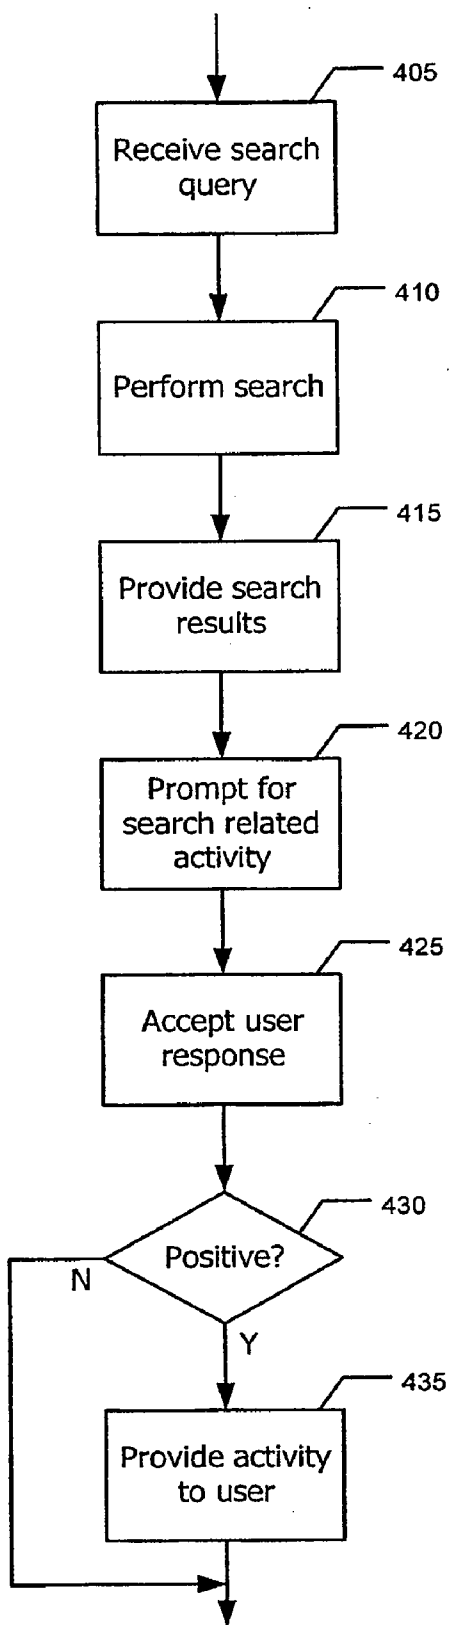 405
Receive search
query
410
Perform search
415
Provide search
results
420
Prompt for
search related
activity
425
Accept user
response
430
Positive?
N
Y
435
Provide activity
to user